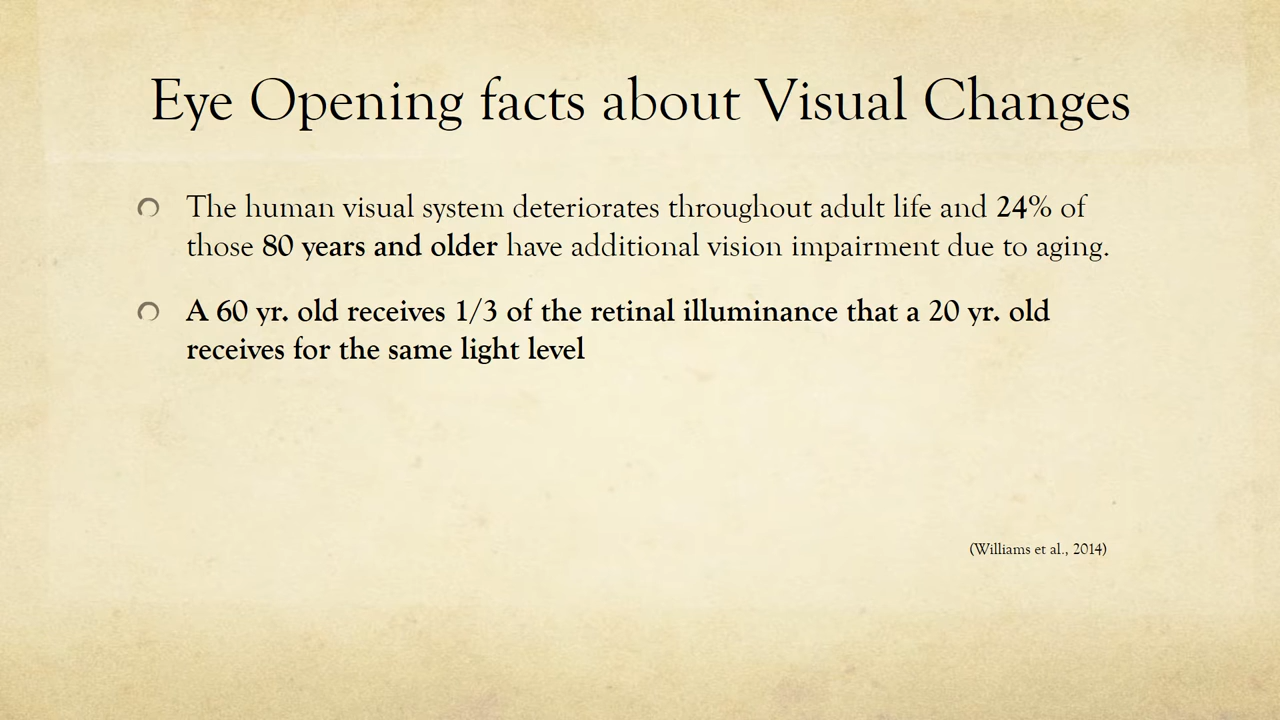 Eye Opening facts about Visual Changes
The human visual system deteriorates throughout adult life and 24% of
those 80 years and older have additional vision impairment due to aging.
A 60 yr. old receives 1/3 of the retinal illuminance that a 20 yr. old
receives for the same light level
(Williams et al., 2014)